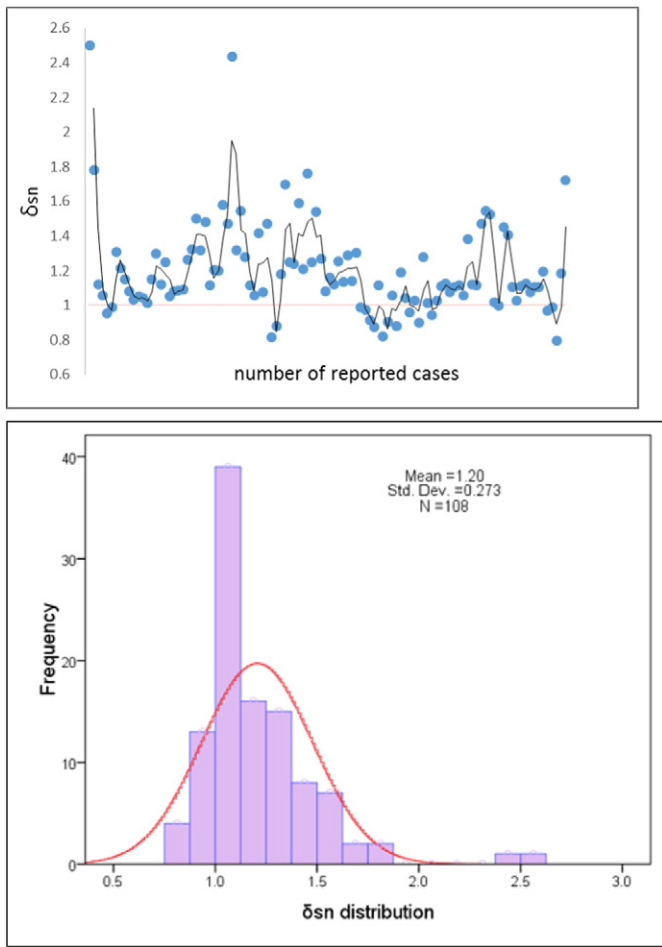 2.6
2.4
2.2
2
1.8
1.6
1.4
1.2
1
0.8
0.6
δsn
number of reported cases
Mean =1.20
Std. Dev. =0.273
N =108
40
30
20
10
0
Frequency
0.5 1.0 1.5 2.0 2.5 3.0
δsn distribution